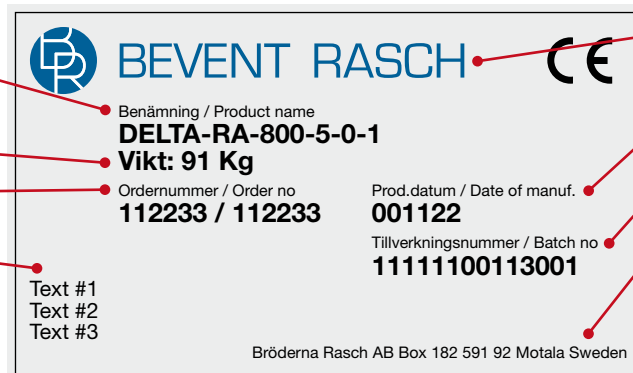 BR
BEVENT RASCH
CE
Benämning / Product name
DELTA-RA-800-5-0-1
Vikt: 91 Kg
Ordernummer / Order no
112233 / 112233
Prod.datum / Date of manuf.
001122
Tillverkningsnummer / Batch no
11111100113001
Text #1
Text #2
Text #3
Bröderna Rasch AB Box 182 591 92 Motala Sweden